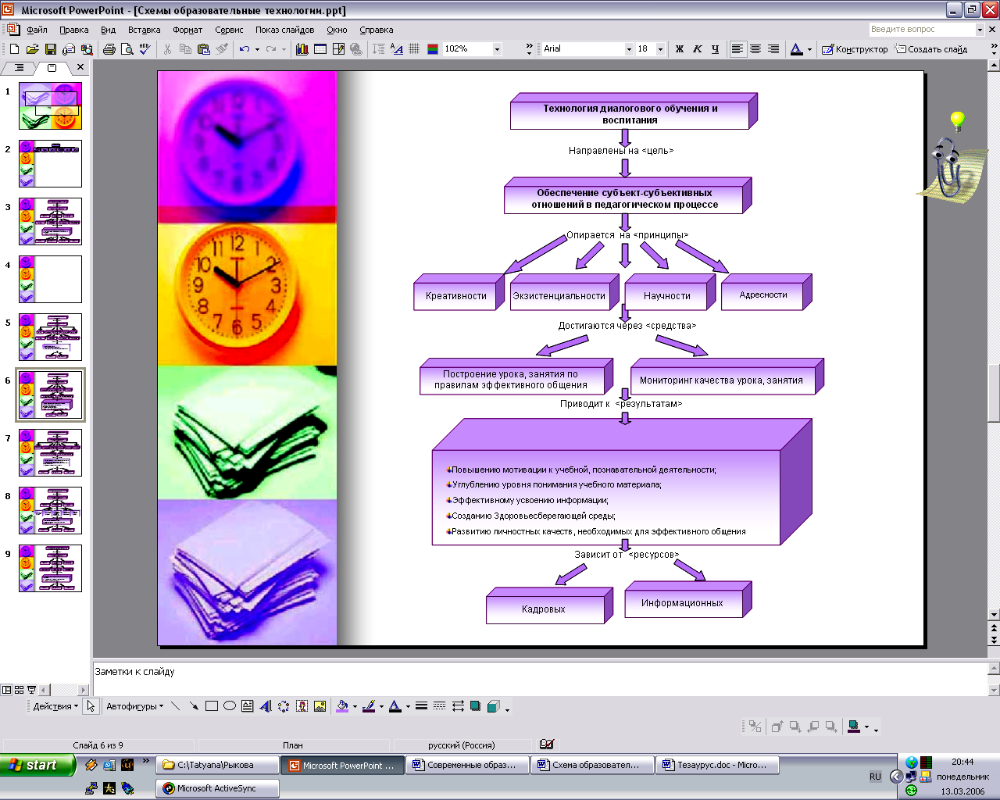 Microsoft PowerPoint - [Схемы образовательные технологии.ppt]
Файл Правка Вид Вставка Формат Сервис Показ слайдов Окно Справка
Введите вопрос
102% Arial 18 Ж К Ч Конструктор Создать слайд
1
2
3
4
5
6
7
8
9
Технология диалогового обучения и
воспитания
Направлены на <цель>
Обеспечение субъект-субъективных
отношений в педагогическом процессе
Опирается на <принципы>
Креативности
Экзистенциальности
Научности
Адресности
Достигаются через <средства>
Построение урока, занятия по
правилам эффективного общения
Мониторинг качества урока, занятия
Приводит к <результатам>
Повышению мотивации к учебной, познавательной деятельности;
Углублению уровня понимания учебного материала;
Эффективному усвоению информации;
Созданию Здоровьесберегающей среды;
Развитию личностных качеств, необходимых для эффективного общения
Зависит от <ресурсов>
Кадровых
Информационных
Заметки к слайду
Действия Автофигуры
Слайд 6 из 9 План русский (Россия)
start C:\Tatyana\Рыкова Microsoft PowerPoint ... Современные образ... Схема образовател... Тезаурус.doc - Micro...
Microsoft ActiveSync
RU
20:44
понедельник
13.03.2006